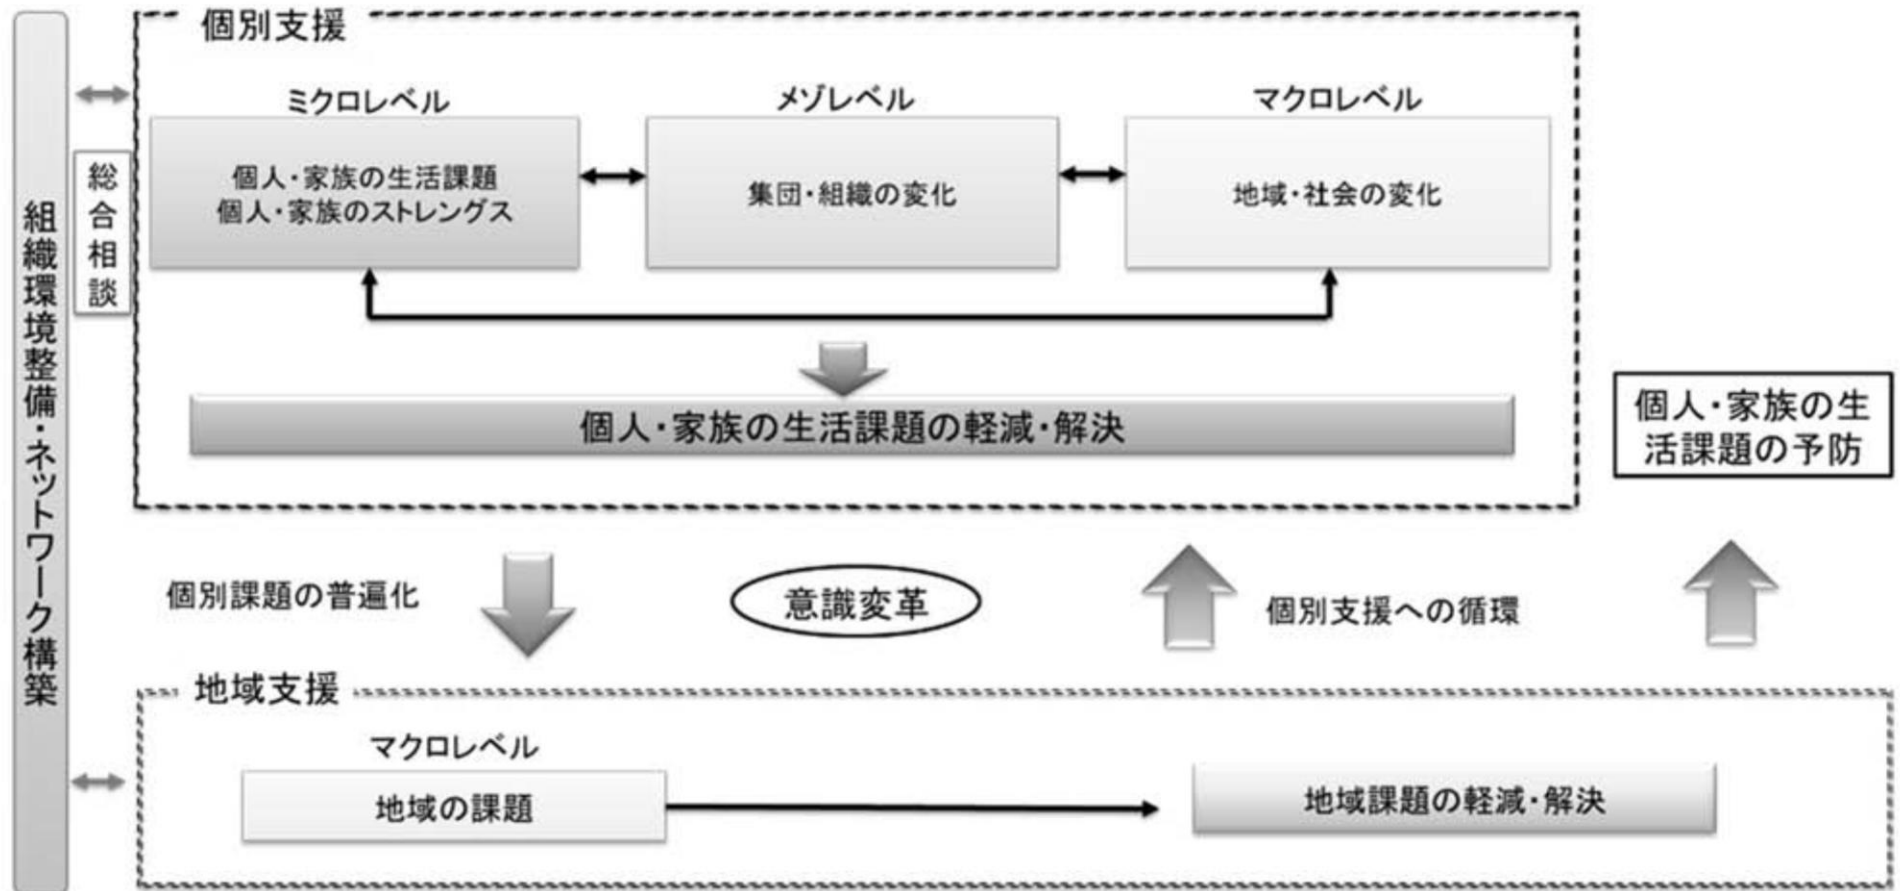 個別支援
ミクロレベル
メゾレベル
マクロレベル
個人・家族の生活課題
個人・家族のストレングス
集団・組織の変化
地域・社会の変化
総合相談
組織環境整備・ネットワーク構築
個人・家族の生活課題の軽減・解決
個人・家族の生
活課題の予防
個別課題の普遍化
意識変革
個別支援への循環
地域支援
マクロレベル
地域の課題
地域課題の軽減・解決